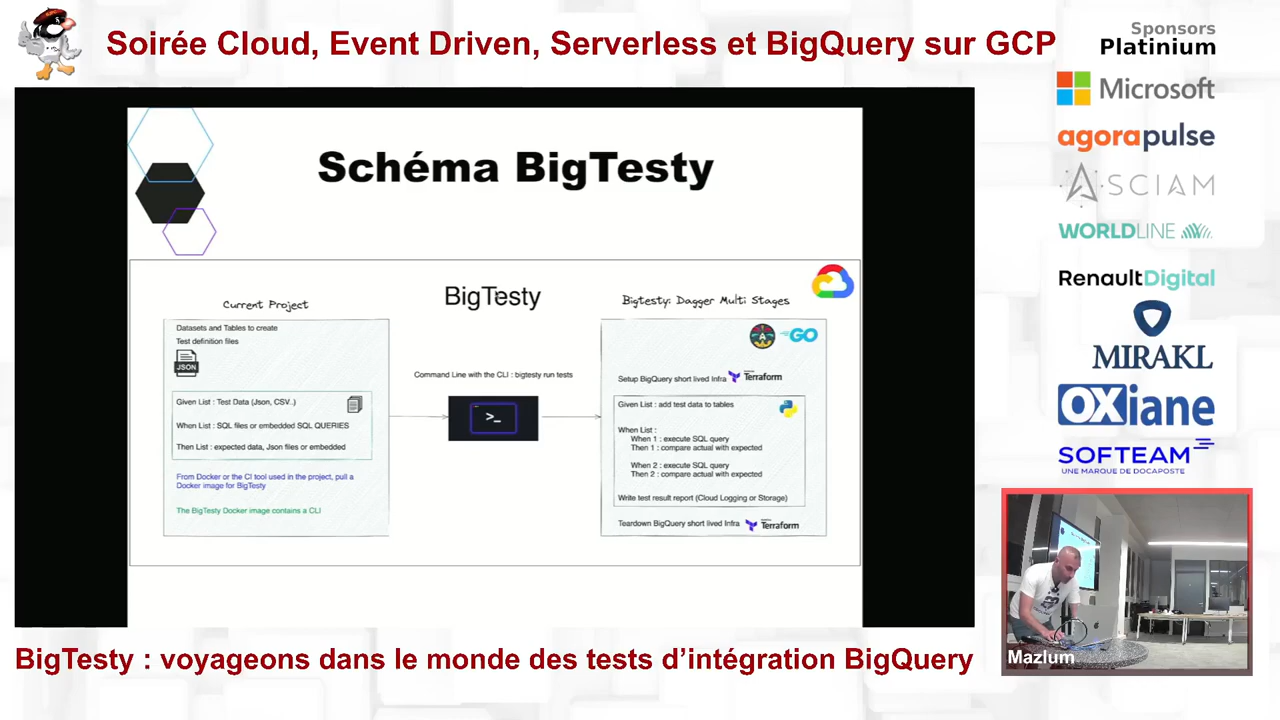 Soirée Cloud, Event Driven, Serverless et BigQuery sur GCP
Sponsors
Platinium
Microsoft
agorapulse
ASCIAM
WORLDLINE
RenaultDigital
MIRAKL
OXiane
SOFTEAM
UNE MARQUE DE DOCAPOSTE
Schéma BigTesty
Current Project
Datasets and Tables to create
Test definition files
JSON
Given List : Test Data (Json, CSV..)
When List : SQL files or embedded SQL QUERIES
Then List : expected data, Json files or embedded
From Docker or the CI tool used in the project, pull a
Docker image for BigTesty
The BigTesty Docker image contains a CLI
BigTesty
Command Line with the CLI : bigtesty run tests
>_
Bigtesty: Dagger Multi Stages
GO
Setup BigQuery short lived Infra
Terraform
Given List : add test data to tables
When List :
When 1 : execute SQL query
Then 1 : compare actual with expected
When 2 : execute SQL query
Then 2 : compare actual with expected
Write test result report (Cloud Logging or Storage)
Teardown BigQuery short lived Infra
Terraform
Mazlum
BigTesty : voyageons dans le monde des tests d’intégration BigQuery